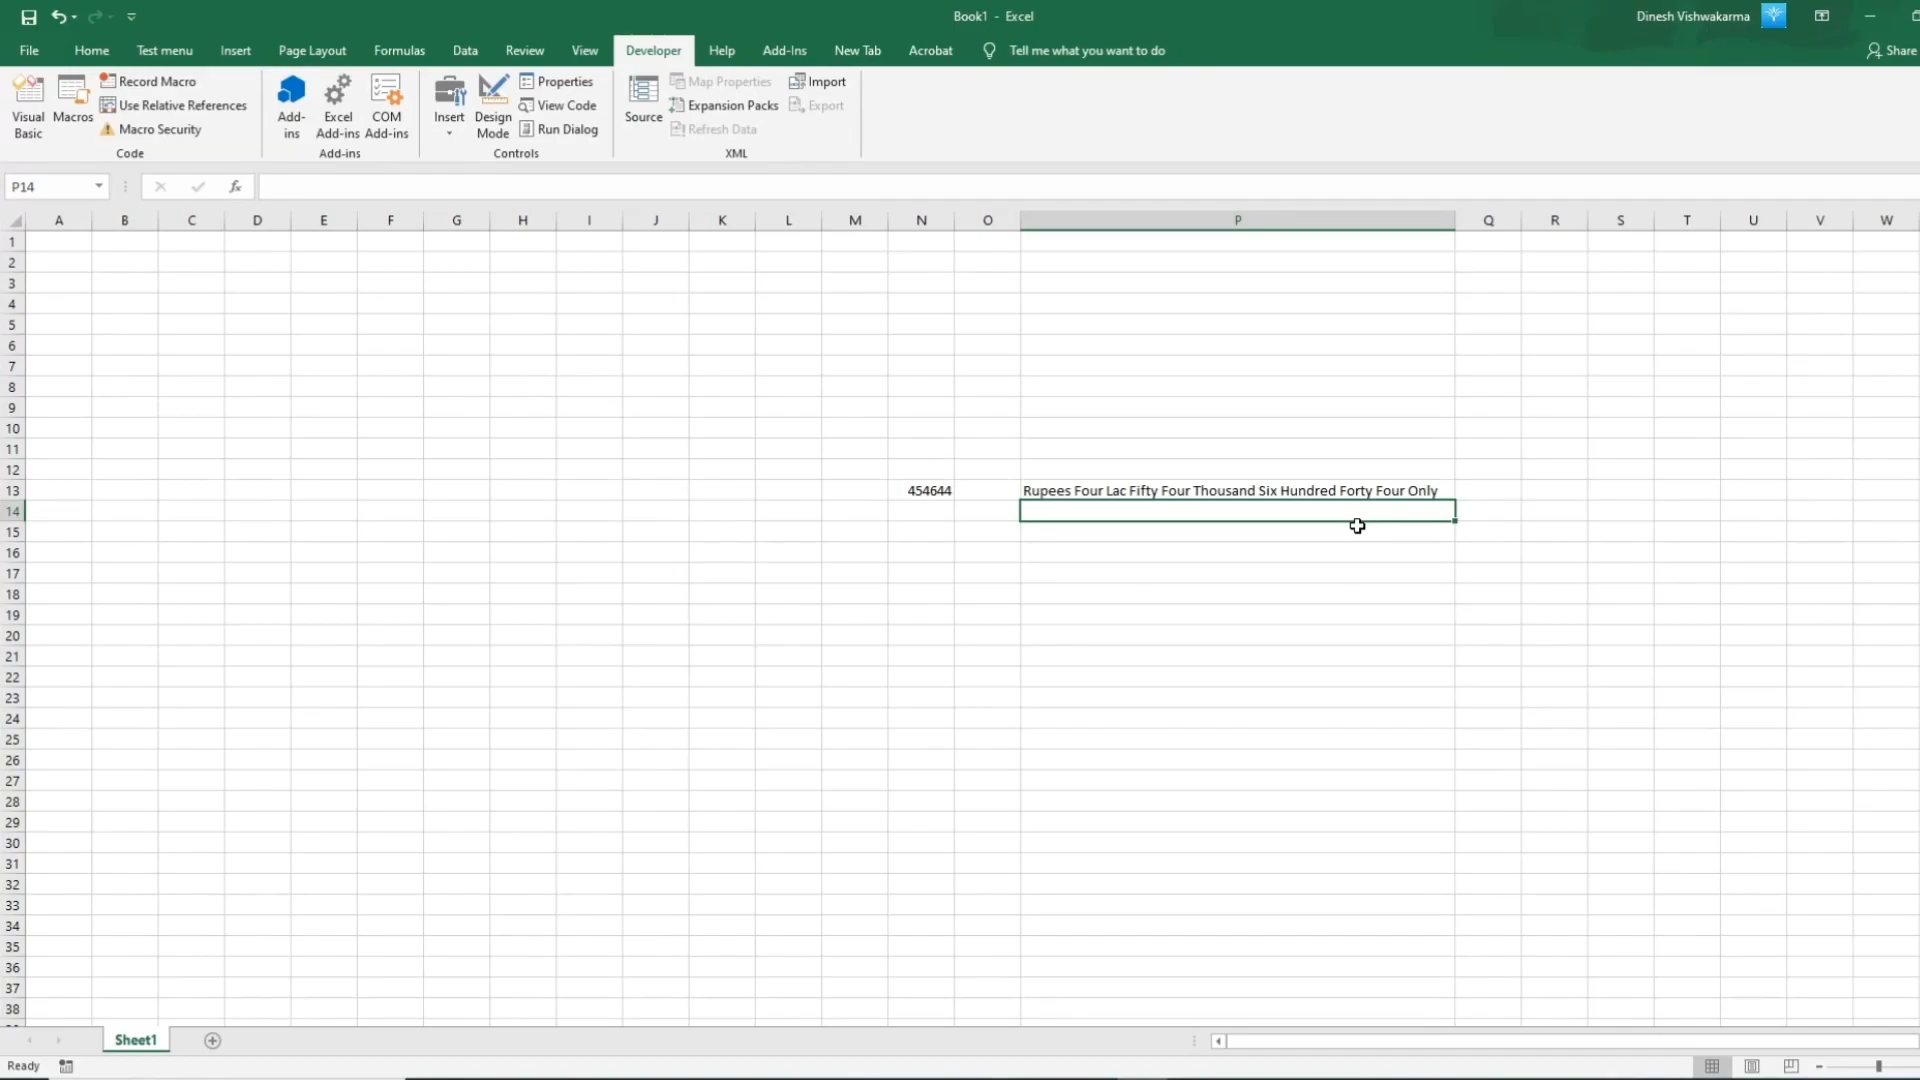 Book1 - Excel
Dinesh Vishwakarma
File Home Test menu Insert Page Layout Formulas Data Review View Developer Help Add-Ins New Tab Acrobat Tell me what you want to do Share
Visual Basic
Macros
Record Macro
Use Relative References
Macro Security
Code
Add-ins
Excel Add-ins
COM Add-ins
Add-ins
Insert
Design Mode
Properties
View Code
Run Dialog
Controls
Source
Map Properties
Expansion Packs
Refresh Data
Import
Export
XML
P14
fx
A B C D E F G H I J K L M N O P Q R S T U V W
1
2
3
4
5
6
7
8
9
10
11
12
13 454644 Rupees Four Lac Fifty Four Thousand Six Hundred Forty Four Only
14
15
16
17
18
19
20
21
22
23
24
25
26
27
28
29
30
31
32
33
34
35
36
37
38
Sheet1
Ready